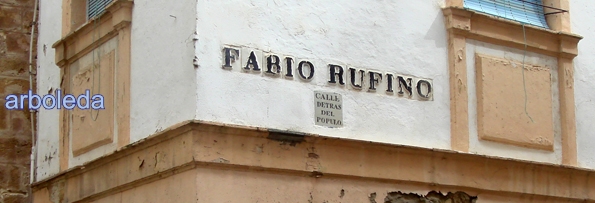 arboleda
FABIO RUFINO
CALLE
DETRAS
DEL
POPULO